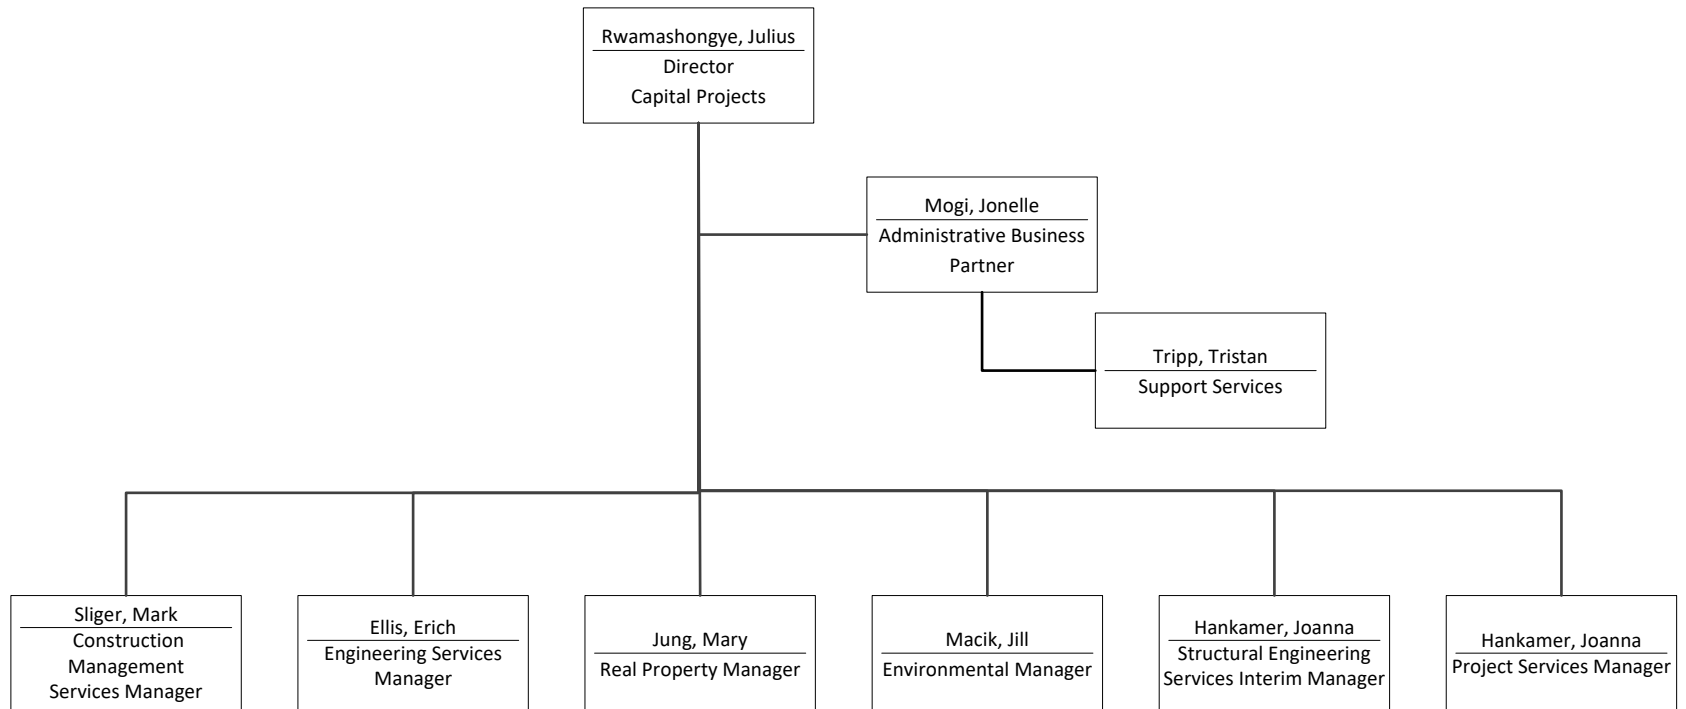 Rwamashongye, Julius
Director
Capital Projects
Mogi, Jonelle
Administrative Business
Partner
Tripp, Tristan
Support Services
Sliger, Mark
Construction
Management
Services Manager
Ellis, Erich
Engineering Services
Manager
Jung, Mary
Real Property Manager
Macik, Jill
Environmental Manager
Hankamer, Joanna
Structural Engineering
Services Interim Manager
Hankamer, Joanna
Project Services Manager